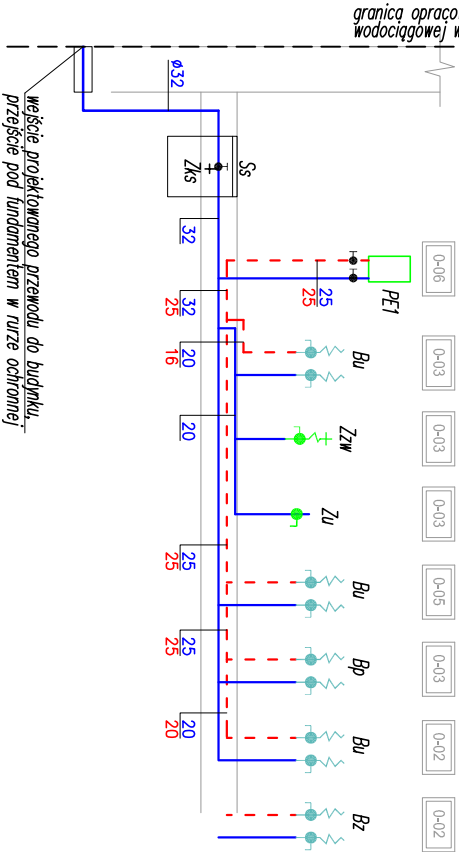 granica opraco
wodociągowej w
ø32
Ss
Zks
32
0-06
PE1
25
25
32
25
0-03
Bu
20
16
0-03
Zzw
20
0-03
Zu
0-05
Bu
25
25
0-03
Bp
25
25
0-02
Bu
20
20
0-02
Bz
wejście projektowanego przewodu do budynku,
przejście pod fundamentem w rurze ochronnej